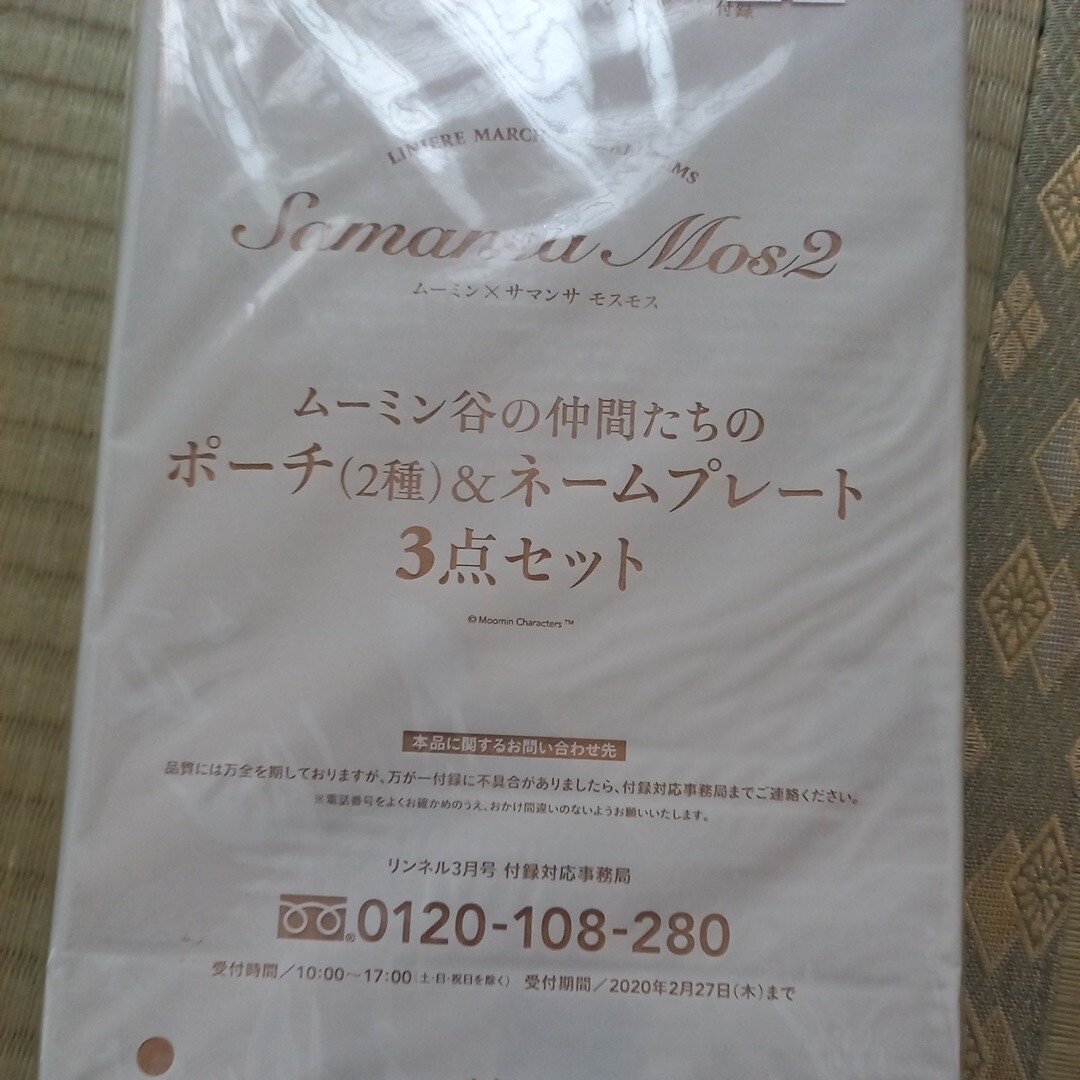 付録
LINIERE MARCH
Samansa Mos2
ムーミン×サマンサ モスモス
ムーミン谷の仲間たちの
ポーチ(2種)&ネームプレート
3点セット
© Moomin Characters ™
本品に関するお問い合わせ先
品質には万全を期しておりますが、万が一付録に不具合がありましたら、付録対応事務局までご連絡ください。
※電話番号をよくお確かめのうえ、おかけ間違いのないようお願いいたします。
リンネル3月号 付録対応事務局
®0120-108-280
受付時間/10:00~17:00(土・日・祝日を除く) 受付期間/2020年2月27日(木)まで